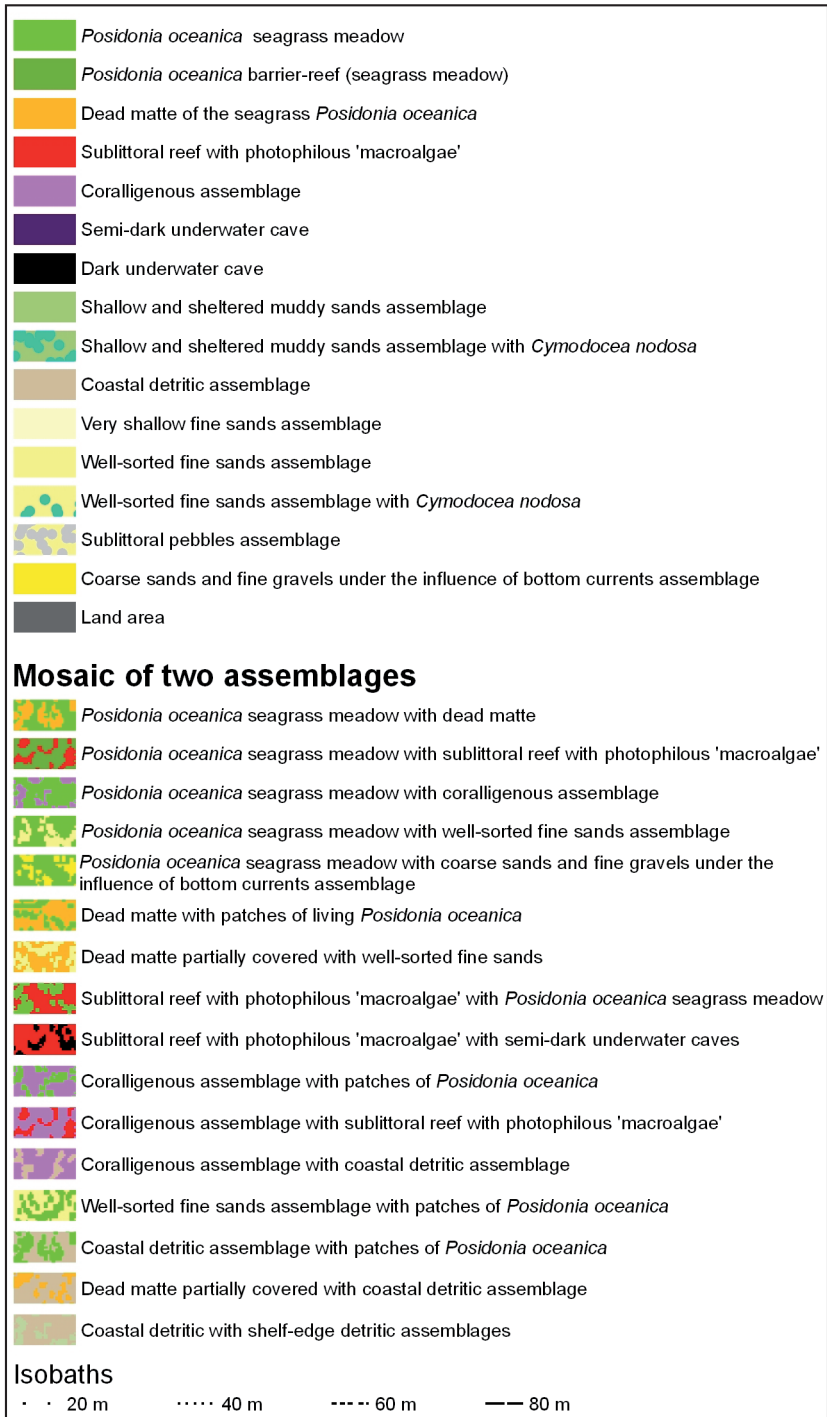 Posidonia oceanica seagrass meadow
Posidonia oceanica barrier-reef (seagrass meadow)
Dead matte of the seagrass Posidonia oceanica
Sublittoral reef with photophilous 'macroalgae'
Coralligenous assemblage
Semi-dark underwater cave
Dark underwater cave
Shallow and sheltered muddy sands assemblage
Shallow and sheltered muddy sands assemblage with Cymodocea nodosa
Coastal detritic assemblage
Very shallow fine sands assemblage
Well-sorted fine sands assemblage
Well-sorted fine sands assemblage with Cymodocea nodosa
Sublittoral pebbles assemblage
Coarse sands and fine gravels under the influence of bottom currents assemblage
Land area
Mosaic of two assemblages
Posidonia oceanica seagrass meadow with dead matte
Posidonia oceanica seagrass meadow with sublittoral reef with photophilous 'macroalgae'
Posidonia oceanica seagrass meadow with coralligenous assemblage
Posidonia oceanica seagrass meadow with well-sorted fine sands assemblage
Posidonia oceanica seagrass meadow with coarse sands and fine gravels under the
influence of bottom currents assemblage
Dead matte with patches of living Posidonia oceanica
Dead matte partially covered with well-sorted fine sands
Sublittoral reef with photophilous 'macroalgae' with Posidonia oceanica seagrass meadow
Sublittoral reef with photophilous 'macroalgae' with semi-dark underwater caves
Coralligenous assemblage with patches of Posidonia oceanica
Coralligenous assemblage with sublittoral reef with photophilous 'macroalgae'
Coralligenous assemblage with coastal detritic assemblage
Well-sorted fine sands assemblage with patches of Posidonia oceanica
Coastal detritic assemblage with patches of Posidonia oceanica
Dead matte partially covered with coastal detritic assemblage
Coastal detritic with shelf-edge detritic assemblages
Isobaths
20 m 40 m 60 m 80 m